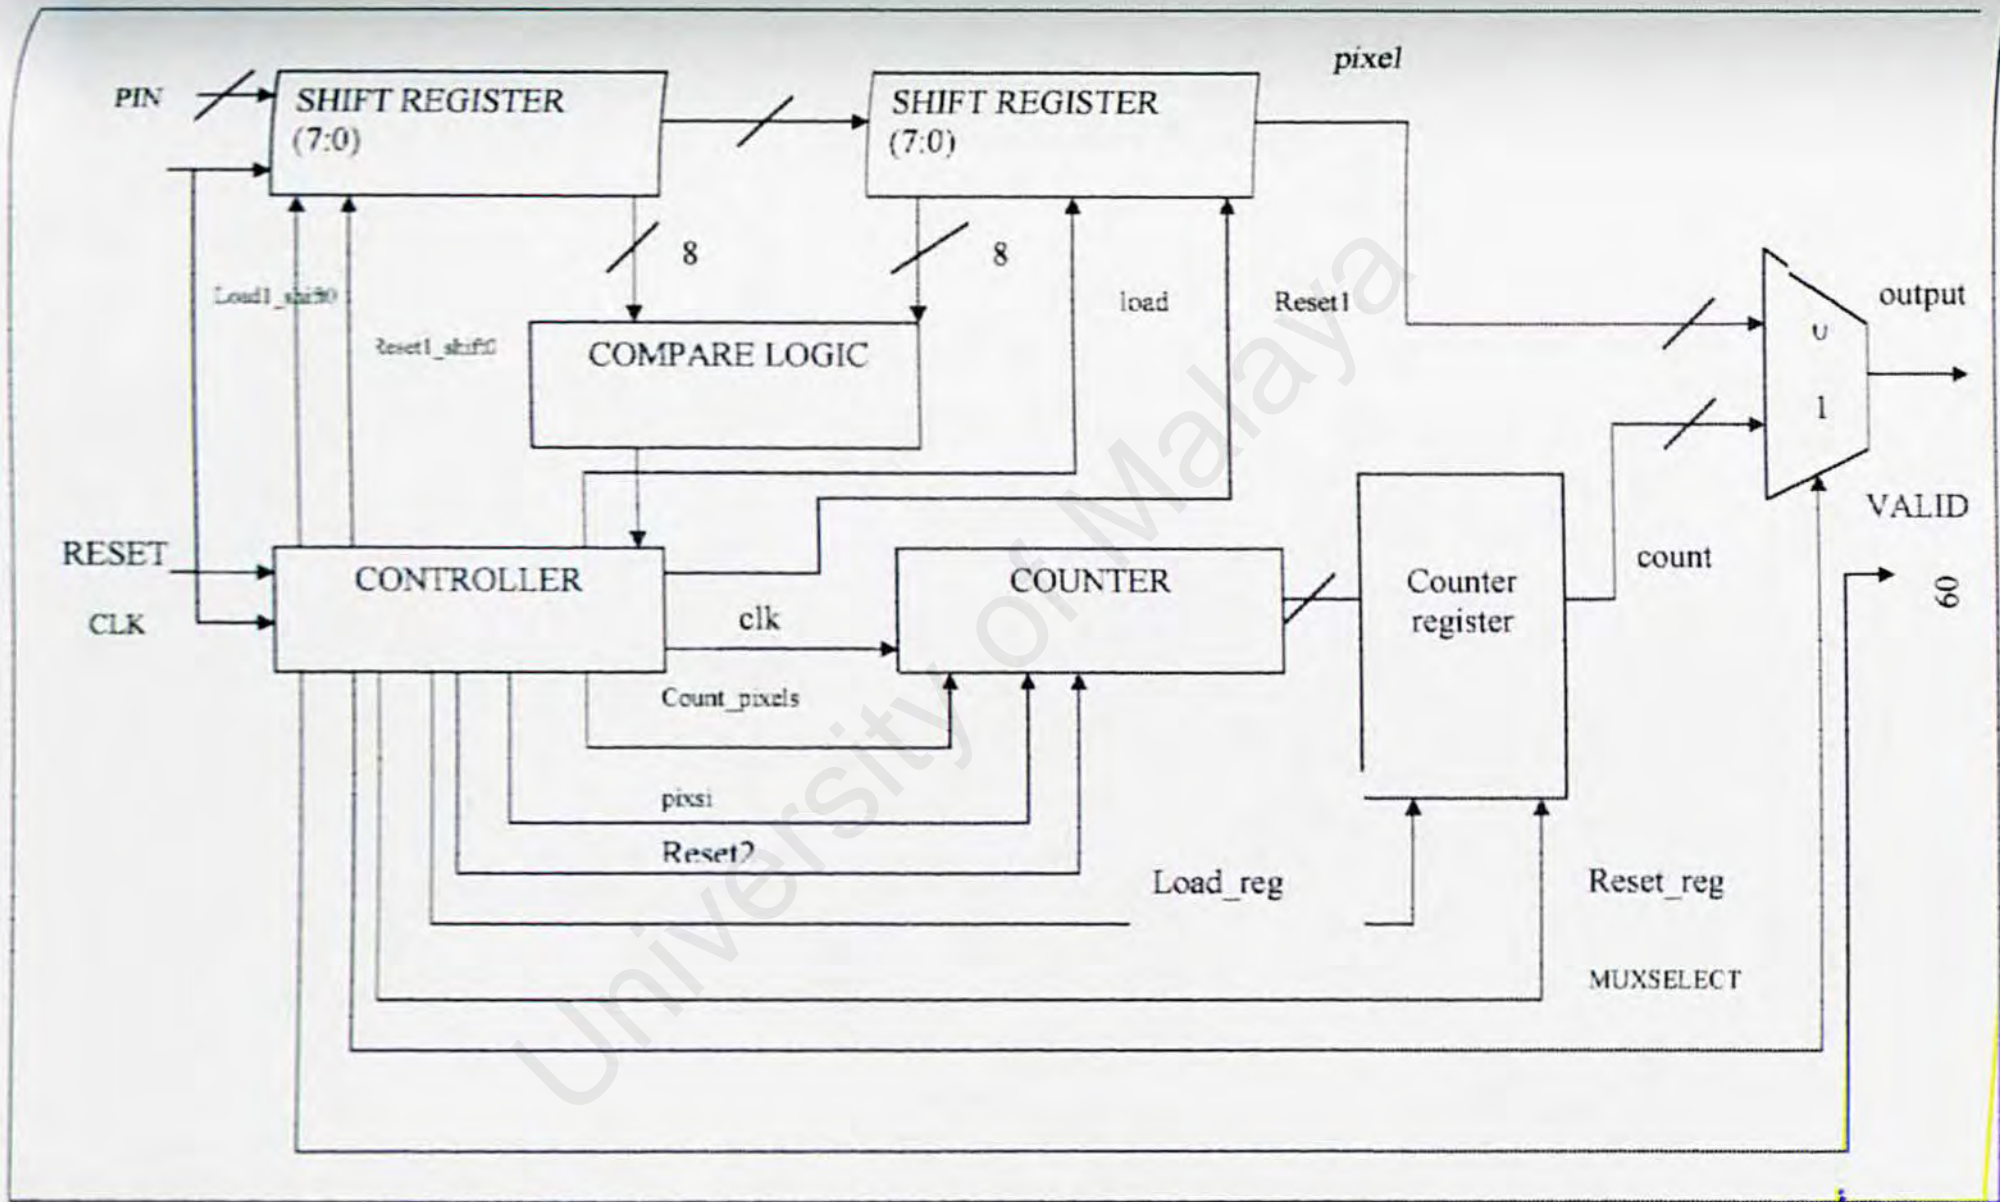 pixel
PIN
SHIFT REGISTER
(7:0)
SHIFT REGISTER
(7:0)
8
8
Load1_shift0
load
Reset1
output
0
Reset1_shift0
COMPARE LOGIC
1
VALID
RESET
CONTROLLER
COUNTER
Counter
register
count
60
CLK
clk
Count_pixels
pixsi
Reset2
Load_reg
Reset_reg
MUXSELECT
University of Malaya